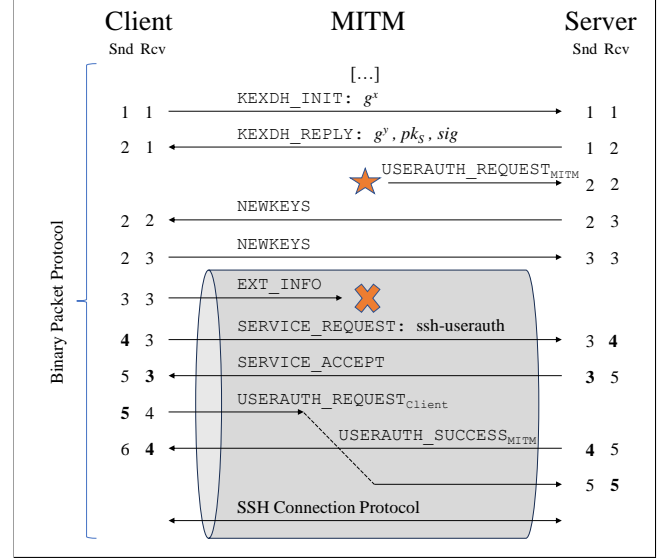 Client MITM Server
Snd Rcv Snd Rcv
[…]
KEXDH_INIT: g^x
1 1 1 1
KEXDH_REPLY: g^y, pk_S, sig
2 1 1 2
USERAUTH_REQUEST_MITM
2 2
NEWKEYS
2 2 2 3
NEWKEYS
2 3 3 3
EXT_INFO
3 3
SERVICE_REQUEST: ssh-userauth
4 3 3 4
SERVICE_ACCEPT
5 3 3 5
USERAUTH_REQUEST_Client
5 4
USERAUTH_SUCCESS_MITM
6 4 4 5
5 5
SSH Connection Protocol
Binary Packet Protocol